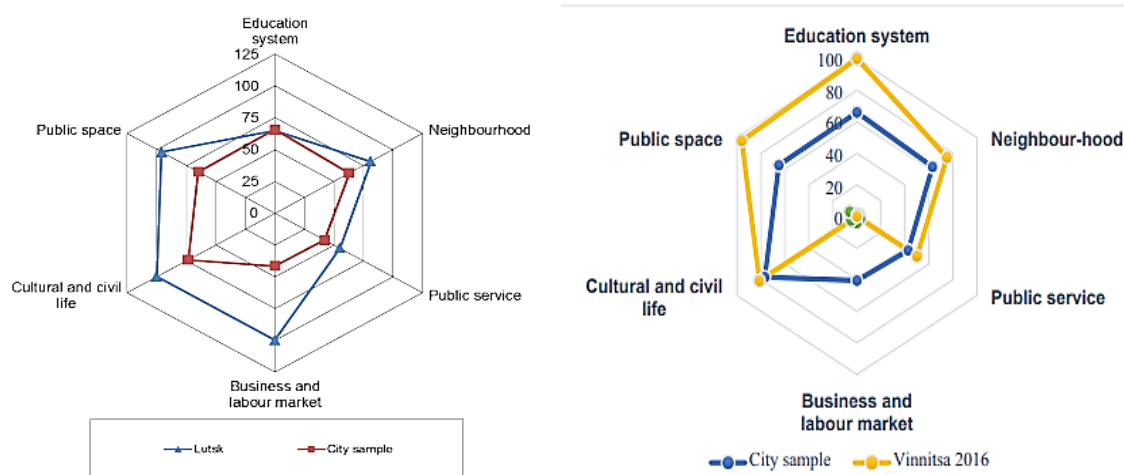 Education
system
125
100
75
50
25
0
Public space
Neighbourhood
Cultural and civil
life
Public service
Business and
labour market
Lutsk
City sample
Education system
100
80
60
40
20
0
Public space
Neighbour-hood
Cultural and civil
life
Public service
Business and
labour market
City sample
Vinnitsa 2016